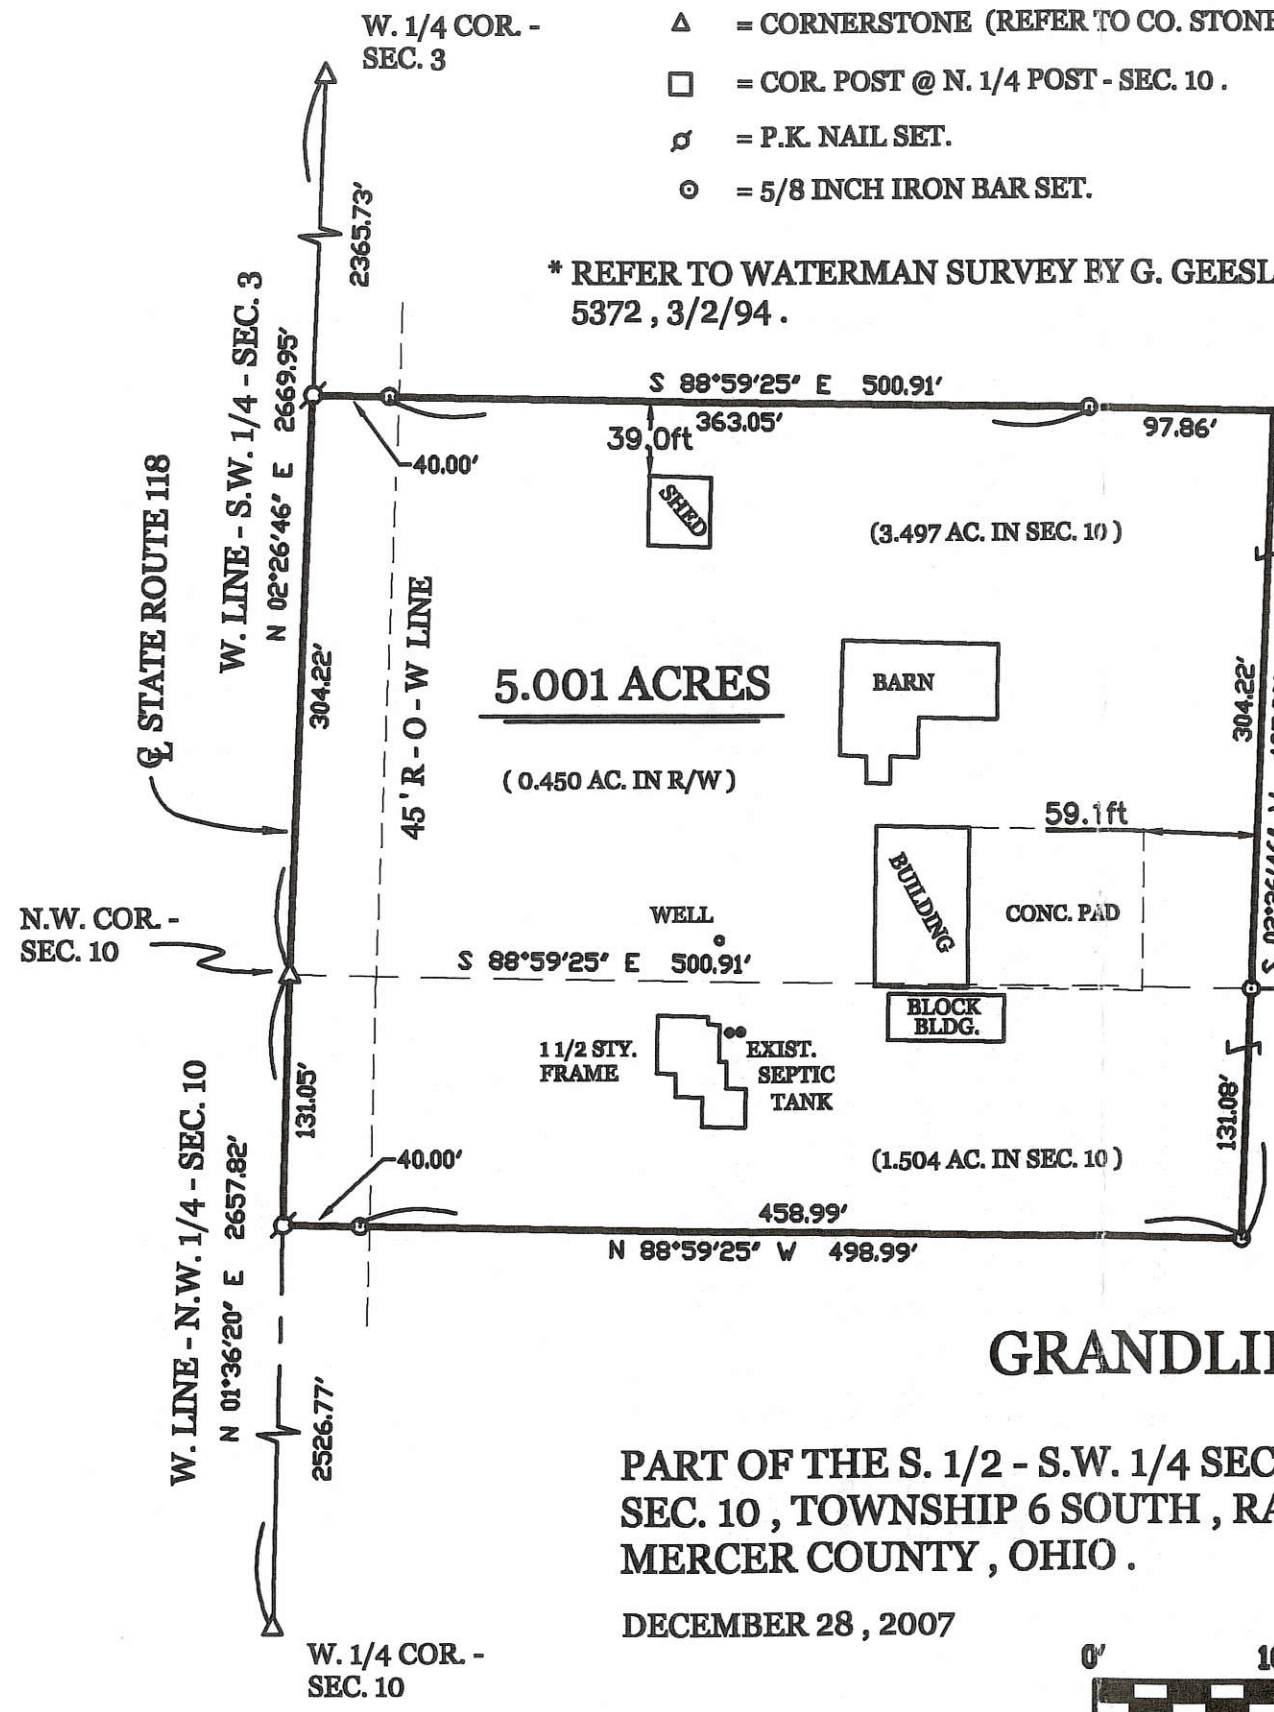 W. 1/4 COR. -
SEC. 3
= CORNERSTONE (REFER TO CO. STONE
= COR. POST @ N. 1/4 POST - SEC. 10 .
= P.K. NAIL SET.
= 5/8 INCH IRON BAR SET.
* REFER TO WATERMAN SURVEY BY G. GEESL
5372 , 3/2/94 .
2365.73'
W. LINE - S.W. 1/4 - SEC. 3
N 02°26'46" E 2669.95'
S 88°59'25" E 500.91'
363.05'
97.86'
39.0ft
40.00'
SHED
(3.497 AC. IN SEC. 10 )
℄ STATE ROUTE 118
304.22'
45' R - O - W LINE
5.001 ACRES
( 0.450 AC. IN R/W )
BARN
304.22'
59.1ft
BUILDING
CONC. PAD
S 02°26'46" W
N.W. COR. -
SEC. 10
WELL
S 88°59'25" E 500.91'
BLOCK
BLDG.
1 1/2 STY.
FRAME
EXIST.
SEPTIC
TANK
131.05'
131.08'
(1.504 AC. IN SEC. 10 )
40.00'
458.99'
N 88°59'25" W 498.99'
W. LINE - N.W. 1/4 - SEC. 10
N 01°36'20" E 2657.82'
2526.77'
GRANDLI
PART OF THE S. 1/2 - S.W. 1/4 SEC
SEC. 10 , TOWNSHIP 6 SOUTH , RA
MERCER COUNTY , OHIO .
DECEMBER 28 , 2007
W. 1/4 COR. -
SEC. 10
0'
10